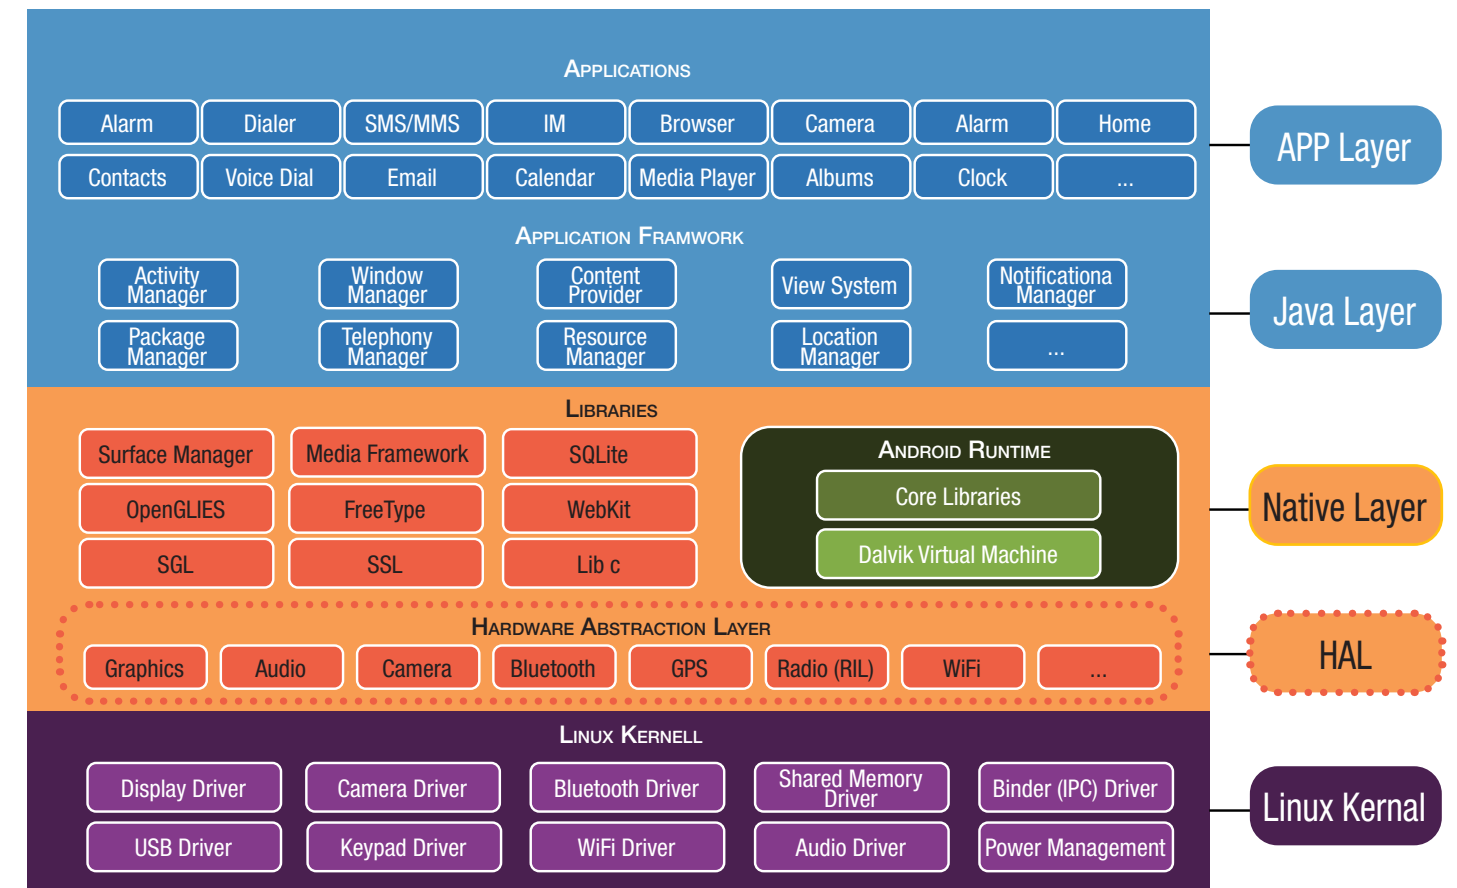 APPLICATIONS
Alarm
Dialer
SMS/MMS
IM
Browser
Camera
Alarm
Home
Contacts
Voice Dial
Email
Calendar
Media Player
Albums
Clock
...
APP Layer
APPLICATION FRAMWORK
Activity
Manager
Window
Manager
Content
Provider
View System
Notificationa
Manager
Package
Manager
Telephony
Manager
Resource
Manager
Location
Manager
...
Java Layer
LIBRARIES
Surface Manager
Media Framework
SQLite
OpenGLIES
FreeType
WebKit
SGL
SSL
Lib c
ANDROID RUNTIME
Core Libraries
Dalvik Virtual Machine
Native Layer
HARDWARE ABSTRACTION LAYER
Graphics
Audio
Camera
Bluetooth
GPS
Radio (RIL)
WiFi
...
HAL
LINUX KERNELL
Display Driver
Camera Driver
Bluetooth Driver
Shared Memory
Driver
Binder (IPC) Driver
USB Driver
Keypad Driver
WiFi Driver
Audio Driver
Power Management
Linux Kernal